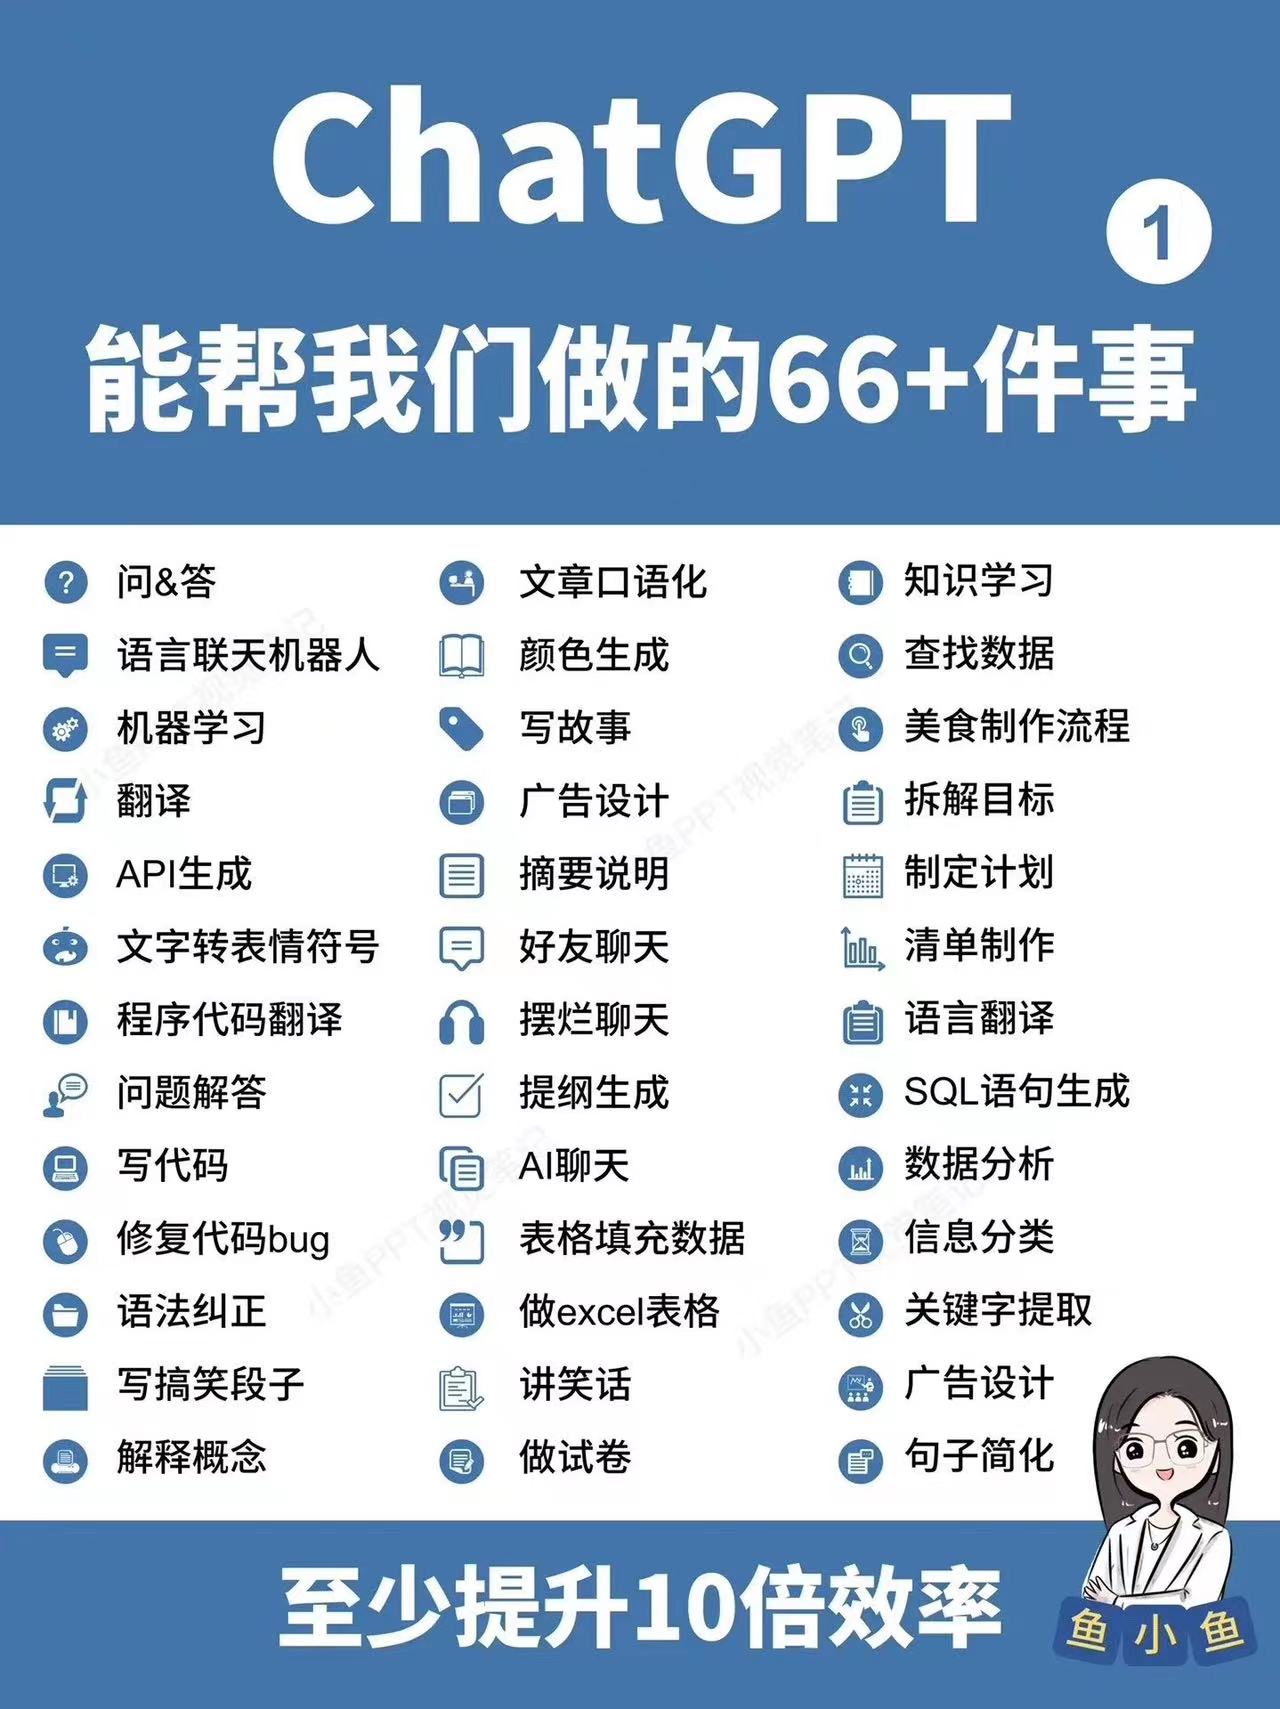 ChatGPT
1
能帮我们做的66+件事
问&答
语言联天机器人
机器学习
翻译
API生成
文字转表情符号
程序代码翻译
问题解答
写代码
修复代码bug
语法纠正
写搞笑段子
解释概念
文章口语化
颜色生成
写故事
广告设计
摘要说明
好友聊天
摆烂聊天
提纲生成
AI聊天
表格填充数据
做excel表格
讲笑话
做试卷
知识学习
查找数据
美食制作流程
拆解目标
制定计划
清单制作
语言翻译
SQL语句生成
数据分析
信息分类
关键字提取
广告设计
句子简化
至少提升10倍效率
鱼小鱼
小鱼PPT视觉笔记